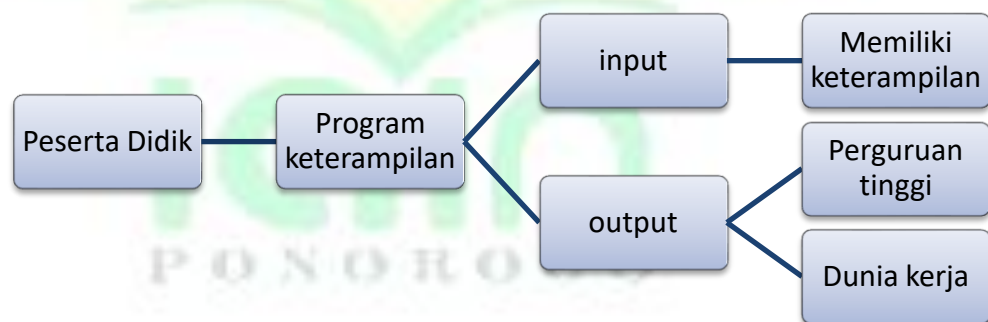 Peserta Didik
Program
keterampilan
input
Memiliki
keterampilan
output
Perguruan
tinggi
Dunia kerja
PONOROGO